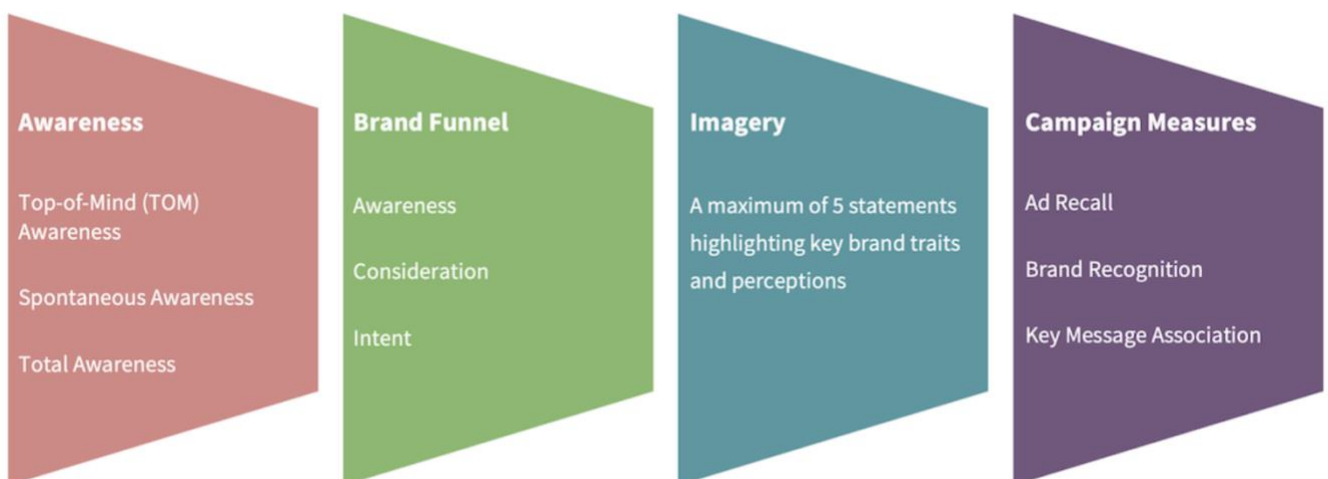 Awareness
Top-of-Mind (TOM)
Awareness
Spontaneous Awareness
Total Awareness
Brand Funnel
Awareness
Consideration
Intent
Imagery
A maximum of 5 statements
highlighting key brand traits
and perceptions
Campaign Measures
Ad Recall
Brand Recognition
Key Message Association